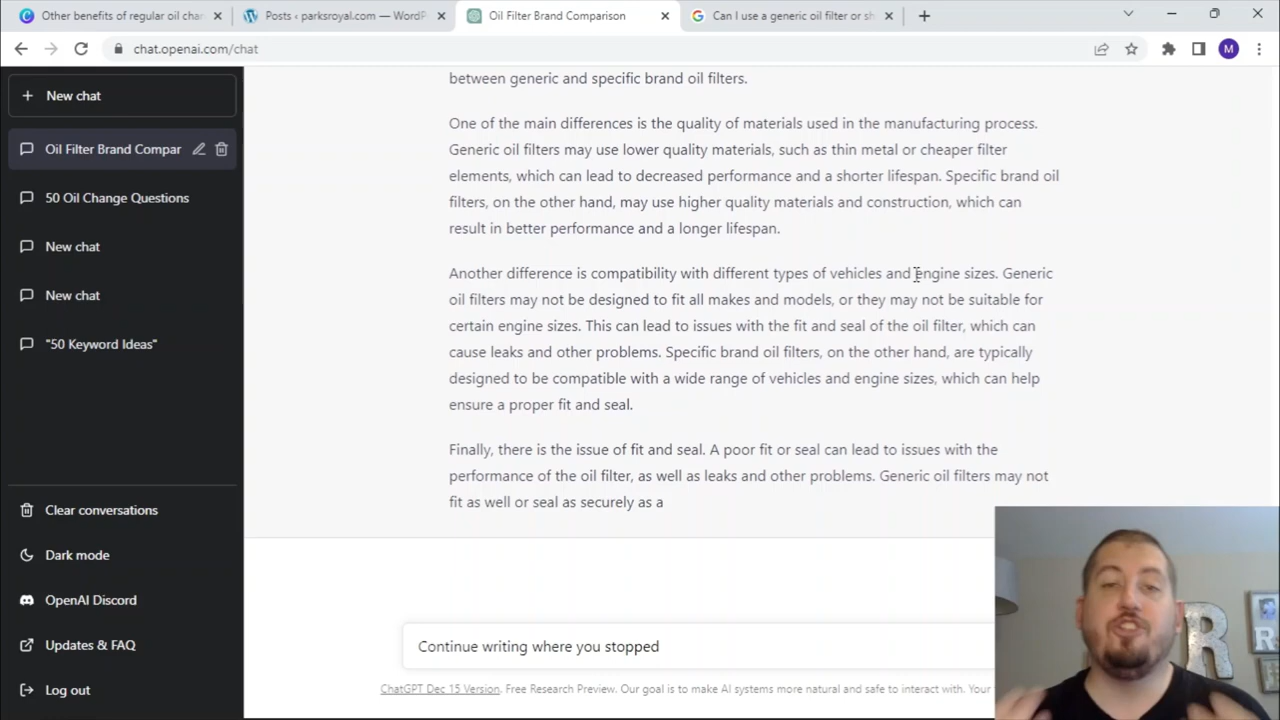 Other benefits of regular oil chan
Posts ‹ parksroyal.com — WordPr
Oil Filter Brand Comparison
Can I use a generic oil filter or sh
chat.openai.com/chat
M
New chat
Oil Filter Brand Compar
50 Oil Change Questions
New chat
New chat
"50 Keyword Ideas"
Clear conversations
Dark mode
OpenAI Discord
Updates & FAQ
Log out
between generic and specific brand oil filters.
One of the main differences is the quality of materials used in the manufacturing process.
Generic oil filters may use lower quality materials, such as thin metal or cheaper filter
elements, which can lead to decreased performance and a shorter lifespan. Specific brand oil
filters, on the other hand, may use higher quality materials and construction, which can
result in better performance and a longer lifespan.
Another difference is compatibility with different types of vehicles and engine sizes. Generic
oil filters may not be designed to fit all makes and models, or they may not be suitable for
certain engine sizes. This can lead to issues with the fit and seal of the oil filter, which can
cause leaks and other problems. Specific brand oil filters, on the other hand, are typically
designed to be compatible with a wide range of vehicles and engine sizes, which can help
ensure a proper fit and seal.
Finally, there is the issue of fit and seal. A poor fit or seal can lead to issues with the
performance of the oil filter, as well as leaks and other problems. Generic oil filters may not
fit as well or seal as securely as a
Continue writing where you stopped
ChatGPT Dec 15 Version. Free Research Preview. Our goal is to make AI systems more natural and safe to interact with. Your
R
R